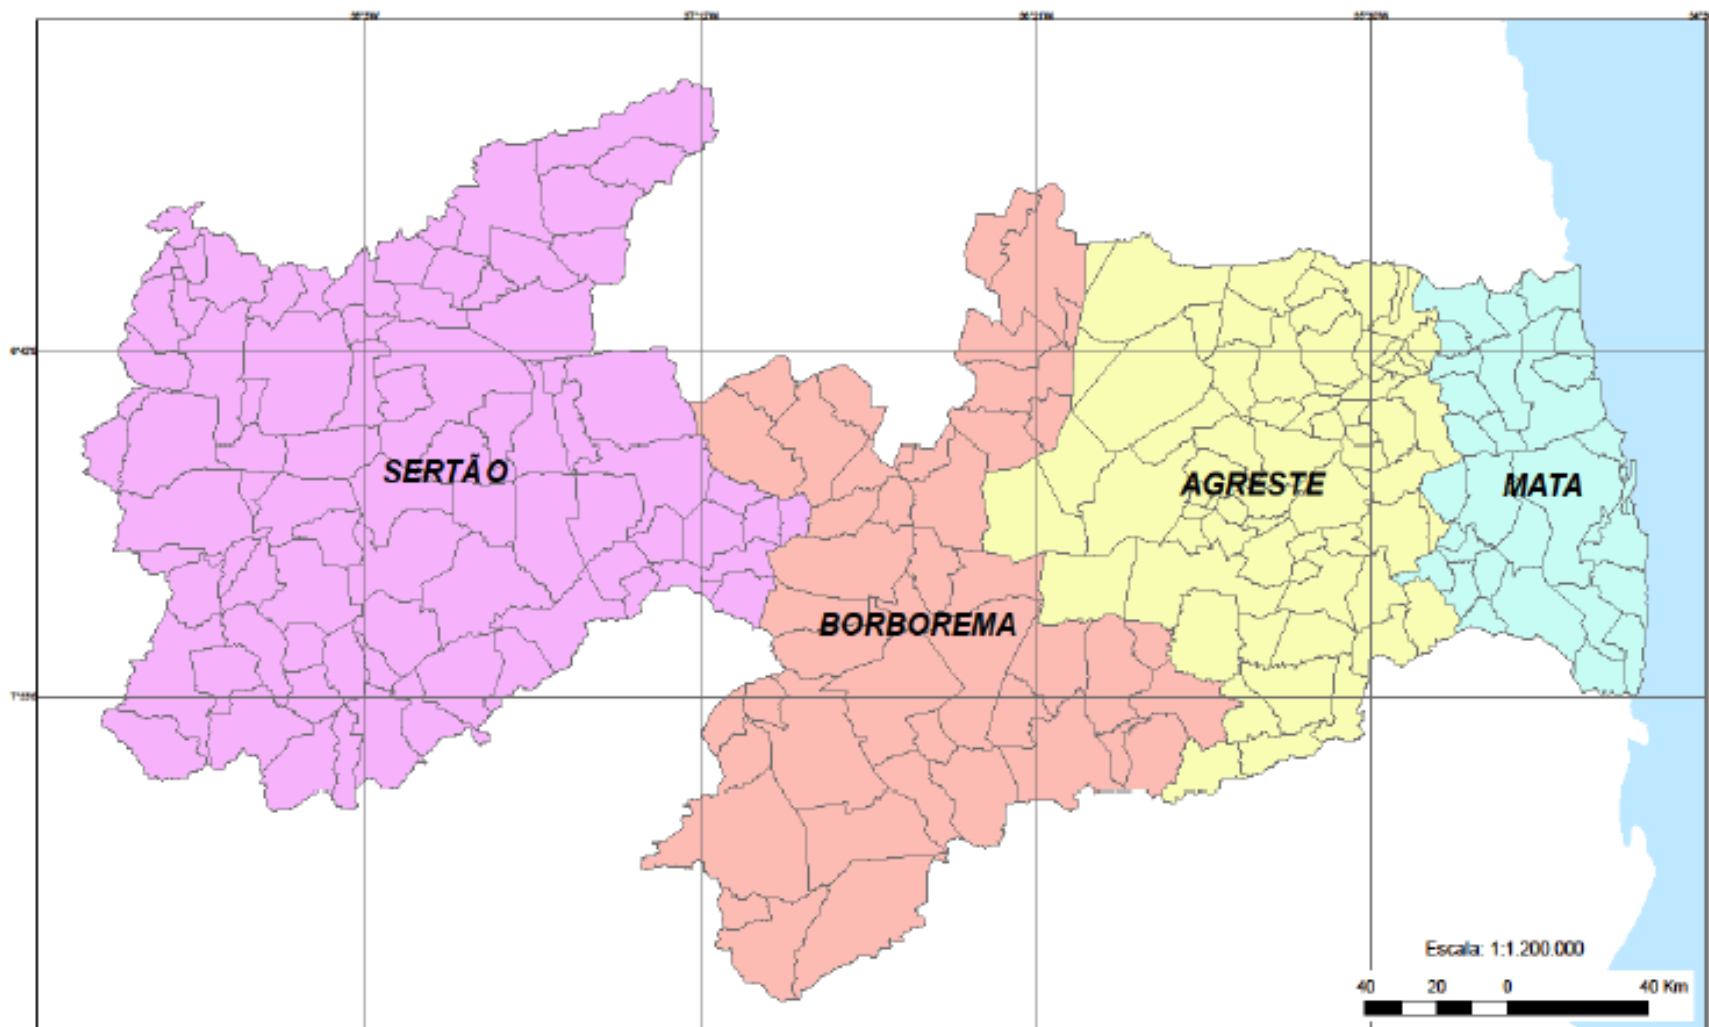 SERTÃO
AGRESTE
MATA
BORBOREMA
Escala: 1:1.200.000
40 20 0 40 Km